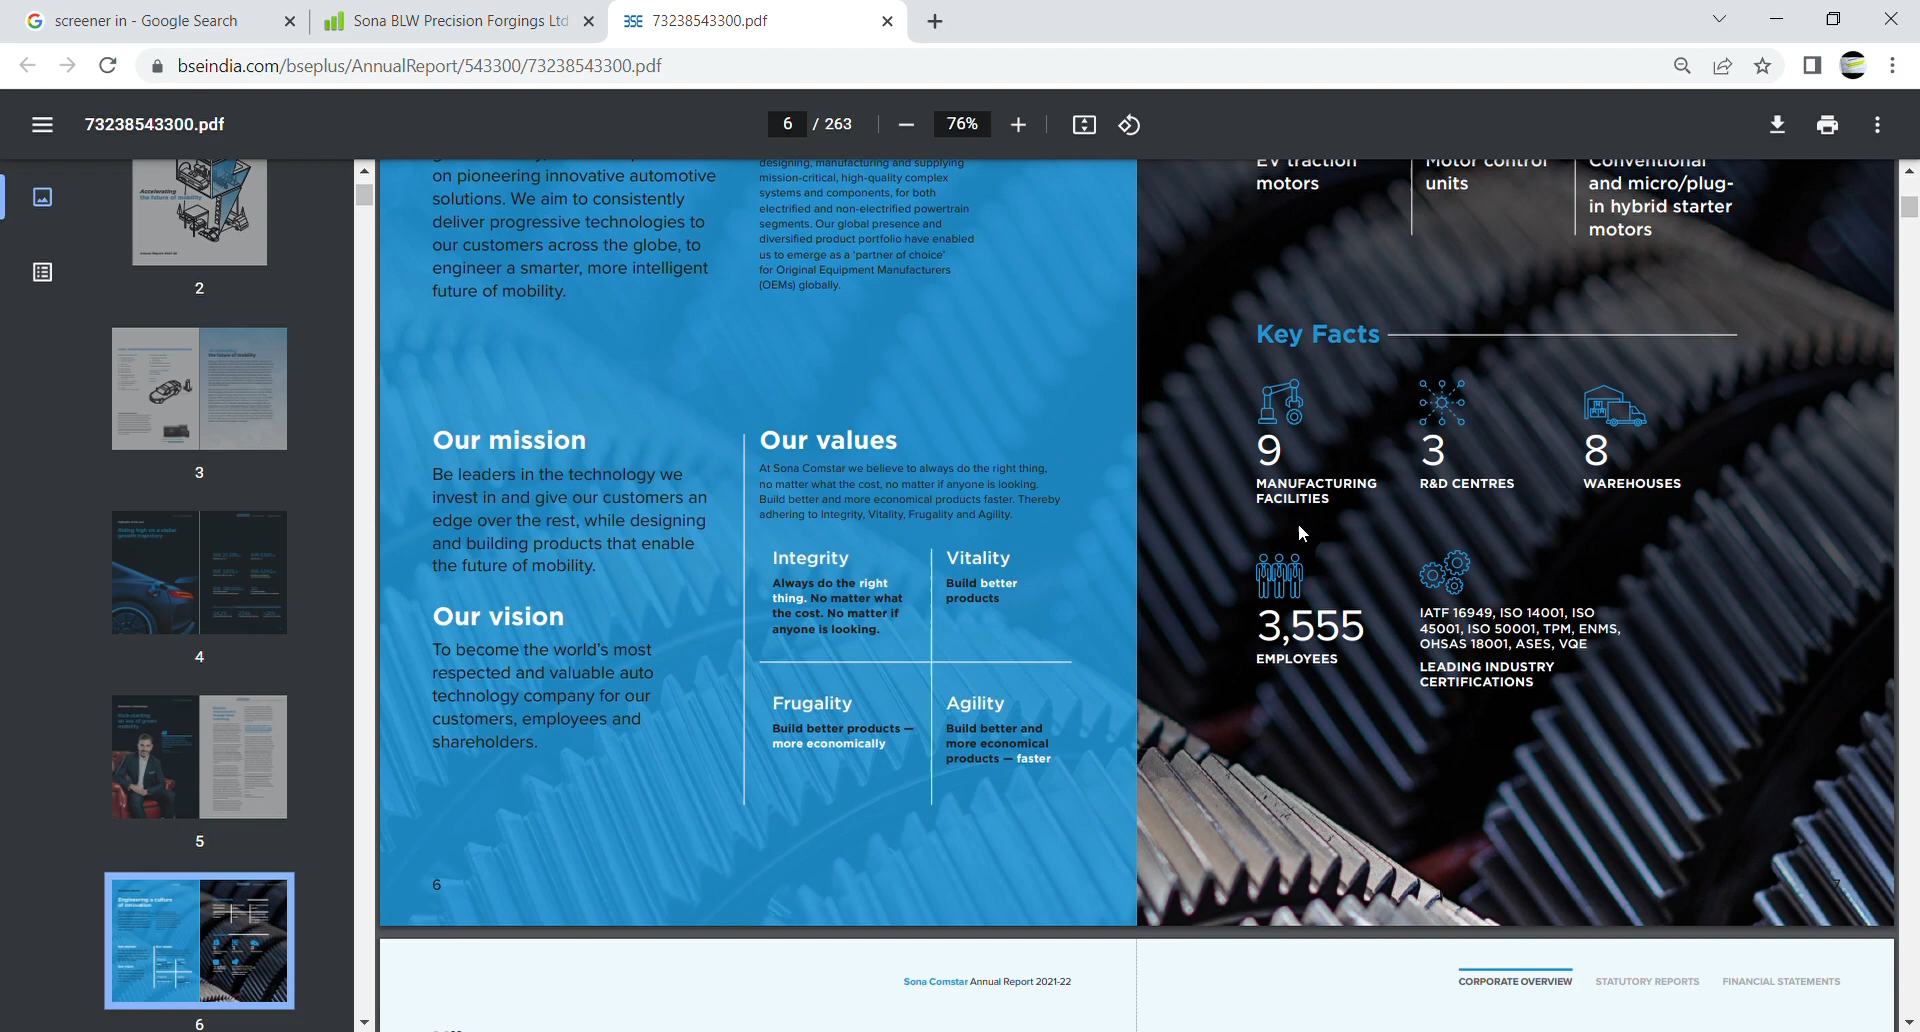 screener in - Google Search
Sona BLW Precision Forgings Ltd
BSE 73238543300.pdf
bseindia.com/bseplus/AnnualReport/543300/73238543300.pdf
73238543300.pdf
6 / 263
76%
Accelerating
the future of mobility
2
3
4
5
6
on pioneering innovative automotive
solutions. We aim to consistently
deliver progressive technologies to
our customers across the globe, to
engineer a smarter, more intelligent
future of mobility.
designing, manufacturing and supplying
mission-critical, high-quality complex
systems and components, for both
electrified and non-electrified powertrain
segments. Our global presence and
diversified product portfolio have enabled
us to emerge as a 'partner of choice'
for Original Equipment Manufacturers
(OEMs) globally.
Our mission
Be leaders in the technology we
invest in and give our customers an
edge over the rest, while designing
and building products that enable
the future of mobility.
Our vision
To become the world's most
respected and valuable auto
technology company for our
customers, employees and
shareholders.
Our values
At Sona Comstar we believe to always do the right thing,
no matter what the cost, no matter if anyone is looking.
Build better and more economical products faster. Thereby
adhering to Integrity, Vitality, Frugality and Agility.
Integrity
Always do the right
thing. No matter what
the cost. No matter if
anyone is looking.
Vitality
Build better
products
Frugality
Build better products —
more economically
Agility
Build better and
more economical
products — faster
6
EV traction
motors
Motor control
units
Conventional
and micro/plug-
in hybrid starter
motors
Key Facts
9
MANUFACTURING
FACILITIES
3
R&D CENTRES
8
WAREHOUSES
3,555
EMPLOYEES
IATF 16949, ISO 14001, ISO
45001, ISO 50001, TPM, ENMS,
OHSAS 18001, ASES, VQE
LEADING INDUSTRY
CERTIFICATIONS
7
Sona Comstar Annual Report 2021-22
CORPORATE OVERVIEW
STATUTORY REPORTS
FINANCIAL STATEMENTS